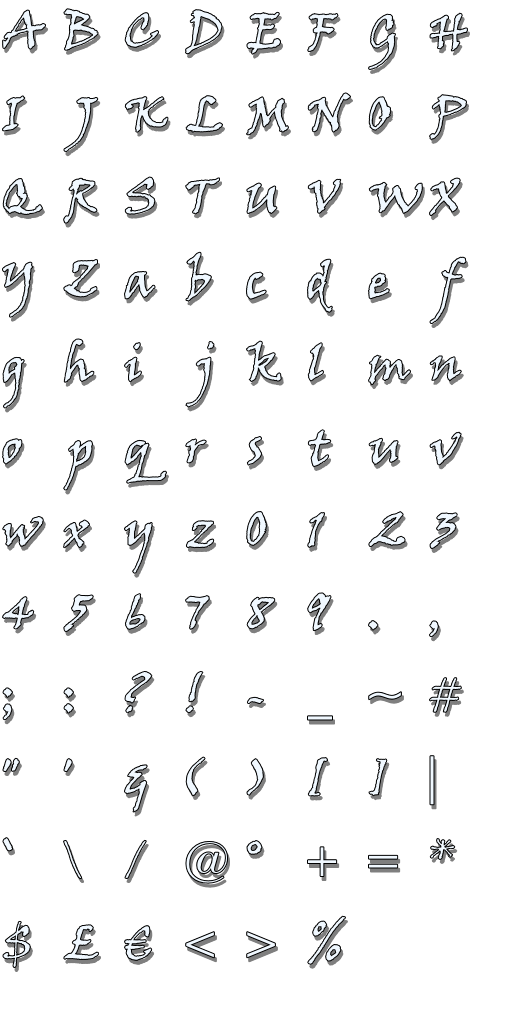 A B C D E F G H
I J K L M N O P
Q R S T U V W X
Y Z a b c d e f
g h i j k l m n
o p q r s t u v
w x y z 0 1 2 3
4 5 6 7 8 9 . ,
; : ? ! - _ ~ #
" ' & ( ) [ ] |
` \ / @ ° + = *
$ £ € < > %